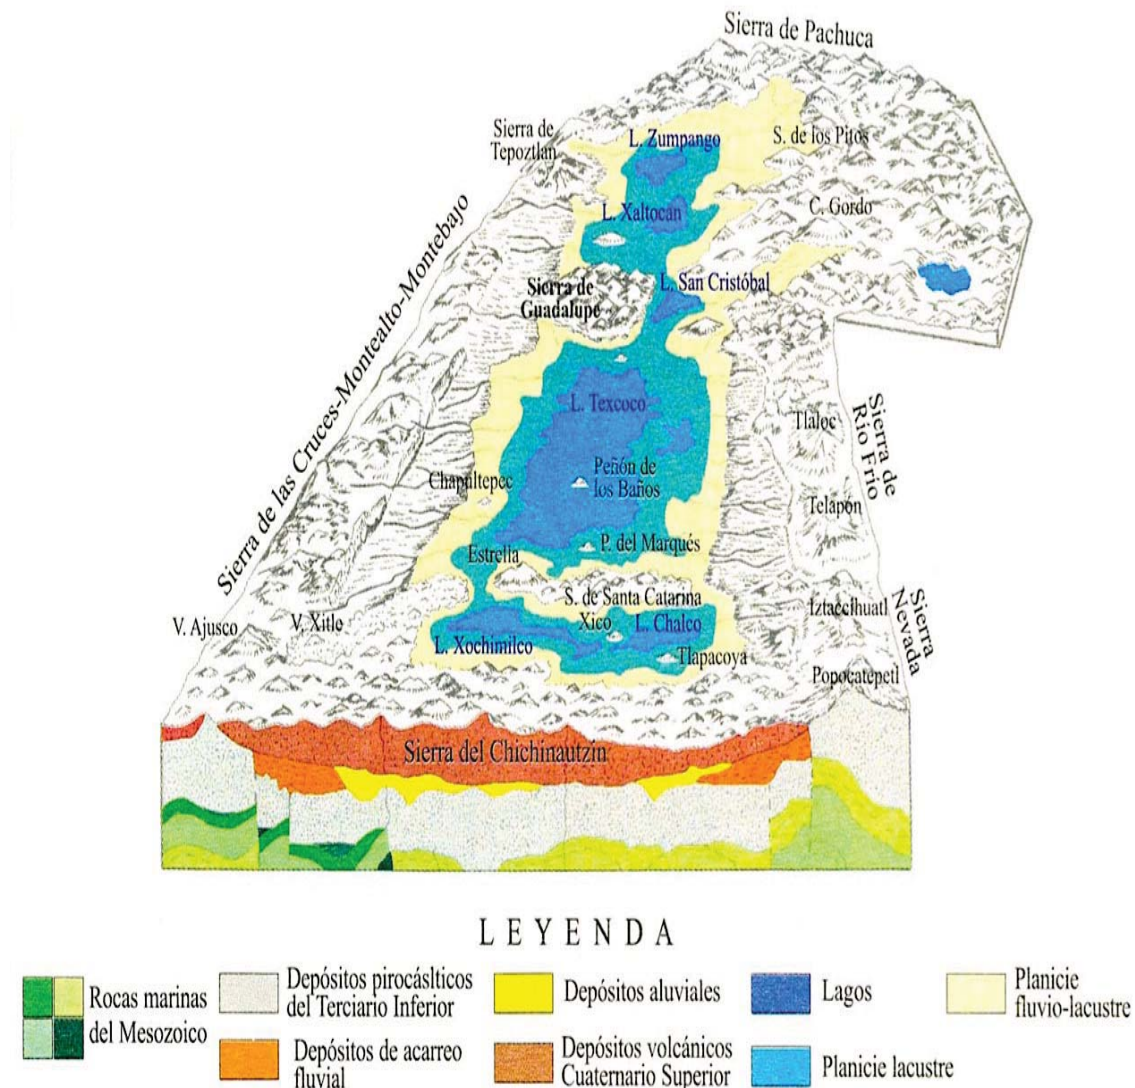 Sierra de Pachuca
Sierra de
Tepoztlan
L. Zumpango
S. de los Pitos
L. Xaltocán
C. Gordo
Sierra de las Cruces-Montealto-Montebajo
Sierra de
Guadalupe
L. San Cristóbal
L. Texcoco
Tlaloc
Sierra de
Río Frío
Chapultepec
Peñón de
los Baños
Telapón
Estrella
P. del Marqués
S. de Santa Catarina
Iztaccíhuatl
Sierra
Nevada
V. Ajusco
V. Xitle
Xico
L. Chalco
L. Xochimilco
Tlapacoya
Popocatepetl
Sierra del Chichinautzin
LEYENDA
Rocas marinas
del Mesozoico
Depósitos pirocásliticos
del Terciario Inferior
Depósitos de acarreo
fluvial
Depósitos aluviales
Depósitos volcánicos
Cuaternario Superior
Lagos
Planicie lacustre
Planicie
fluvio-lacustre